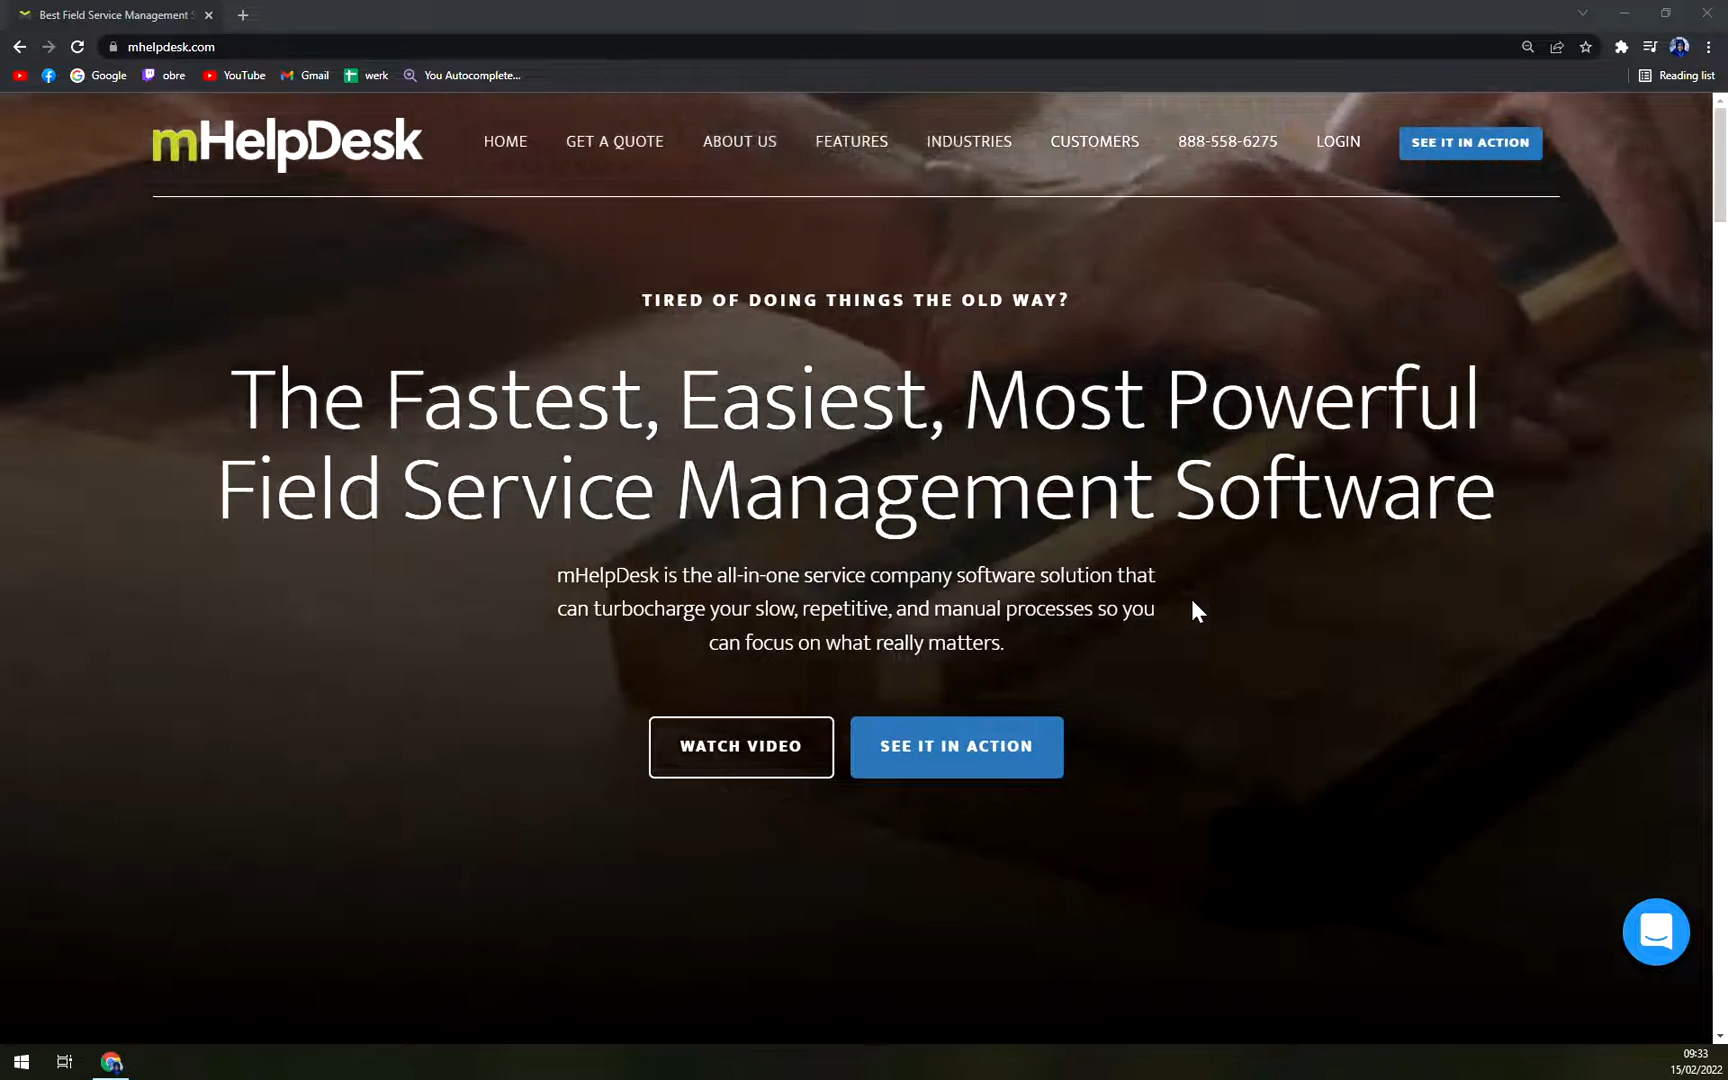 Best Field Service Management S
mhelpdesk.com
Google
obre
YouTube
Gmail
werk
You Autocomplete...
Reading list
mHelpDesk
HOME
GET A QUOTE
ABOUT US
FEATURES
INDUSTRIES
CUSTOMERS
888-558-6275
LOGIN
SEE IT IN ACTION
TIRED OF DOING THINGS THE OLD WAY?
The Fastest, Easiest, Most Powerful
Field Service Management Software
mHelpDesk is the all-in-one service company software solution that
can turbocharge your slow, repetitive, and manual processes so you
can focus on what really matters.
WATCH VIDEO
SEE IT IN ACTION
09:33
15/02/2022